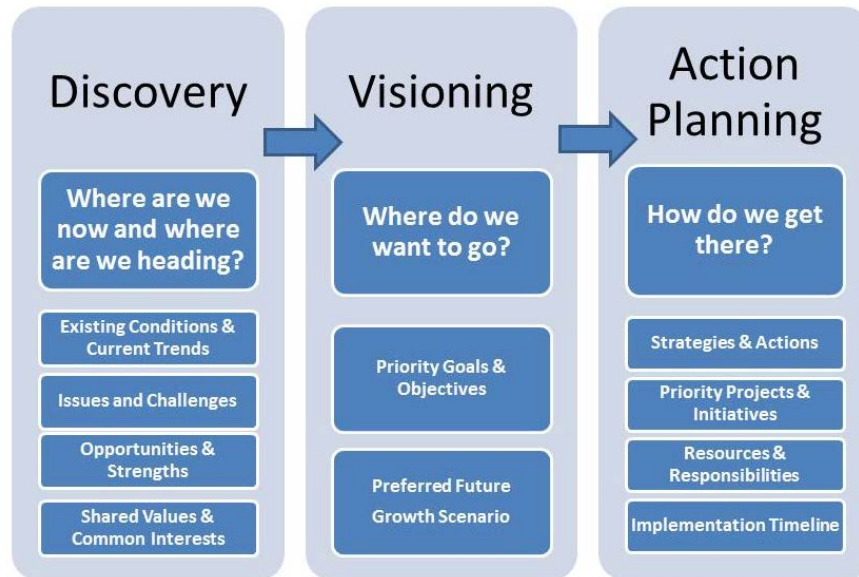 Discovery
Where are we
now and where
are we heading?
Existing Conditions &
Current Trends
Issues and Challenges
Opportunities &
Strengths
Shared Values &
Common Interests
Visioning
Where do we
want to go?
Priority Goals &
Objectives
Preferred Future
Growth Scenario
Action
Planning
How do we get
there?
Strategies & Actions
Priority Projects &
Initiatives
Resources &
Responsibilities
Implementation Timeline